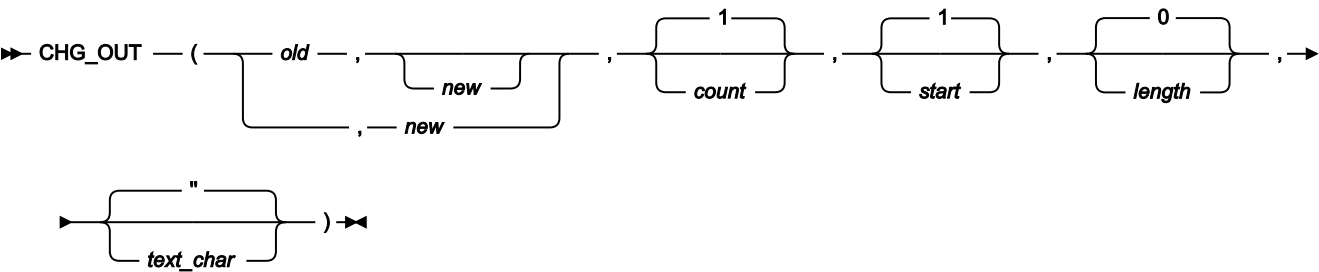 1 1 0
CHG_OUT ( old , , , , , ,
new count start length
, new
"
)
text_char